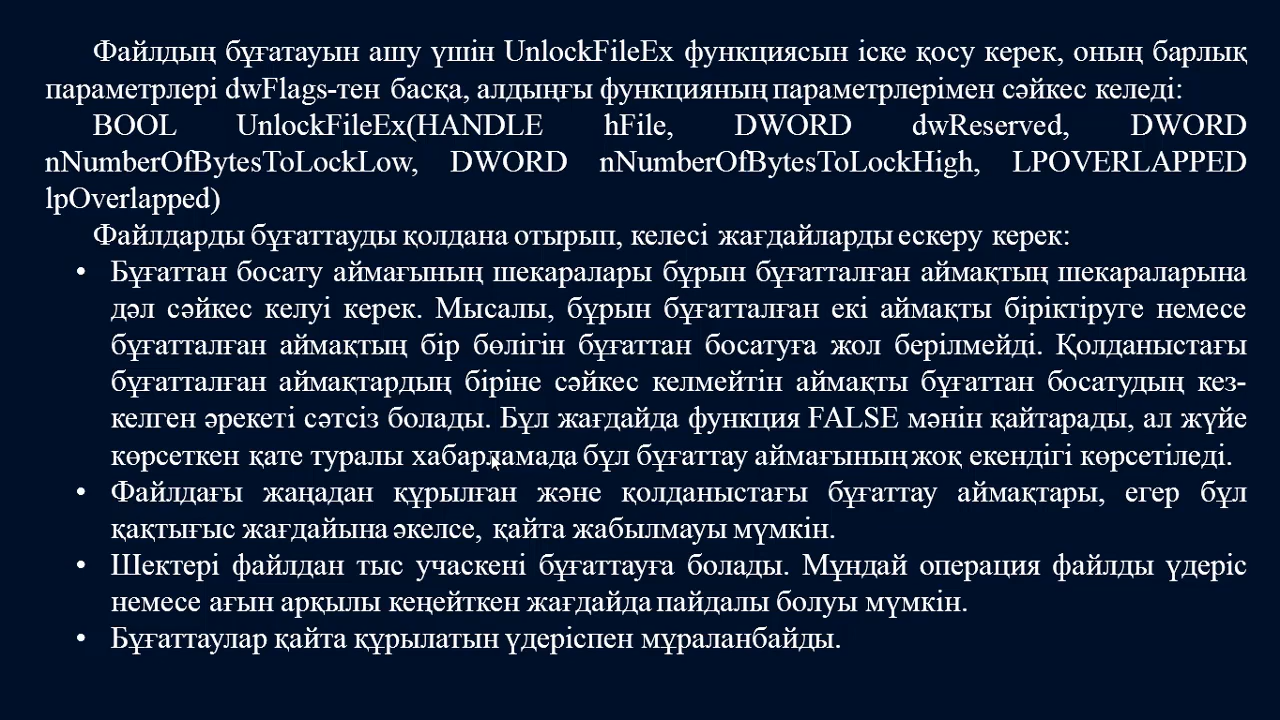 Файлдың бұғатауын ашу үшін UnlockFileEx функциясын іске қосу керек, оның барлық
параметрлері dwFlags-тен басқа, алдыңғы функцияның параметрлерімен сәйкес келеді:
BOOL UnlockFileEx(HANDLE hFile, DWORD dwReserved, DWORD
nNumberOfBytesToLockLow, DWORD nNumberOfBytesToLockHigh, LPOVERLAPPED
lpOverlapped)
Файлдарды бұғаттауды қолдана отырып, келесі жағдайларды ескеру керек:
• Бұғаттан босату аймағының шекаралары бұрын бұғатталған аймақтың шекараларына
дәл сәйкес келуі керек. Мысалы, бұрын бұғатталған екі аймақты біріктіруге немесе
бұғатталған аймақтың бір бөлігін бұғаттан босатуға жол берілмейді. Қолданыстағы
бұғатталған аймақтардың біріне сәйкес келмейтін аймақты бұғаттан босатудың кез-
келген әрекеті сәтсіз болады. Бұл жағдайда функция FALSE мәнін қайтарады, ал жүйе
көрсеткен қате туралы хабарламада бұл бұғаттау аймағының жоқ екендігі көрсетіледі.
• Файлдағы жаңадан құрылған және қолданыстағы бұғаттау аймақтары, егер бұл
қақтығыс жағдайына әкелсе, қайта жабылмауы мүмкін.
• Шектері файлдан тыс учаскені бұғаттауға болады. Мұндай операция файлды үдеріс
немесе ағын арқылы кеңейткен жағдайда пайдалы болуы мүмкін.
• Бұғаттаулар қайта құрылатын үдеріспен мұраланбайды.